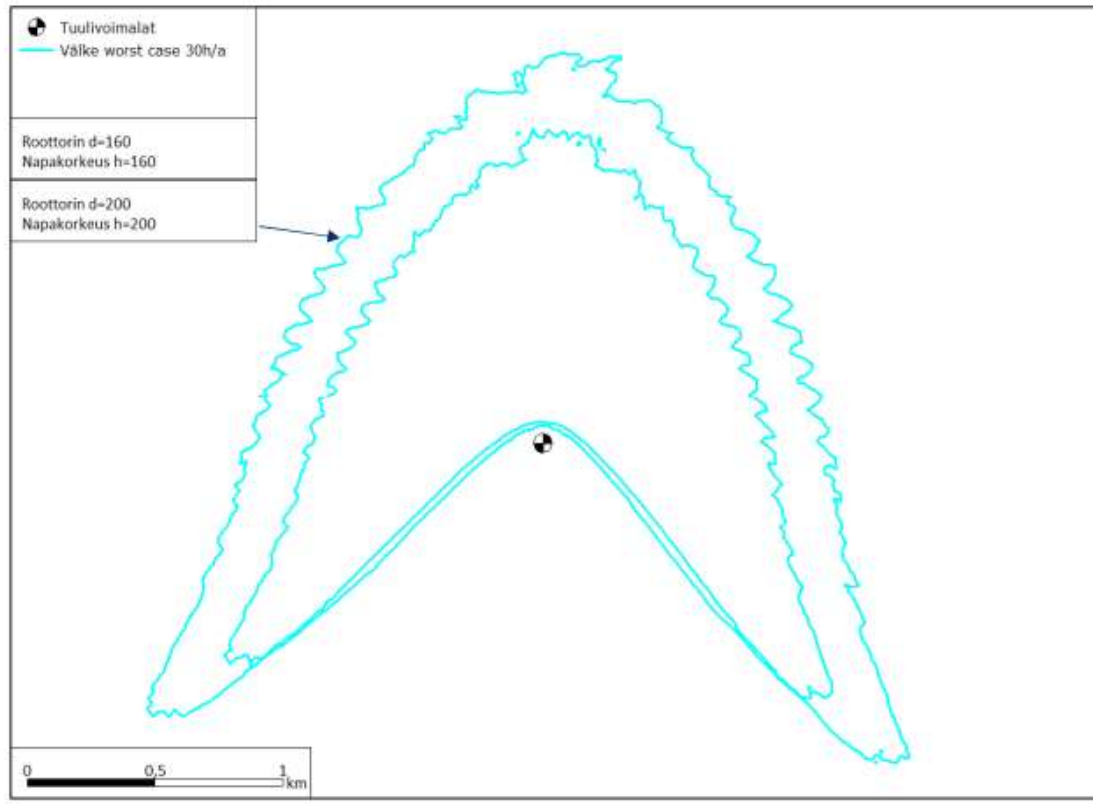 Tuulivoimalat
Välke worst case 30h/a
Roottorin d=160
Napakorkeus h=160
Roottorin d=200
Napakorkeus h=200
0 0,5 1
km